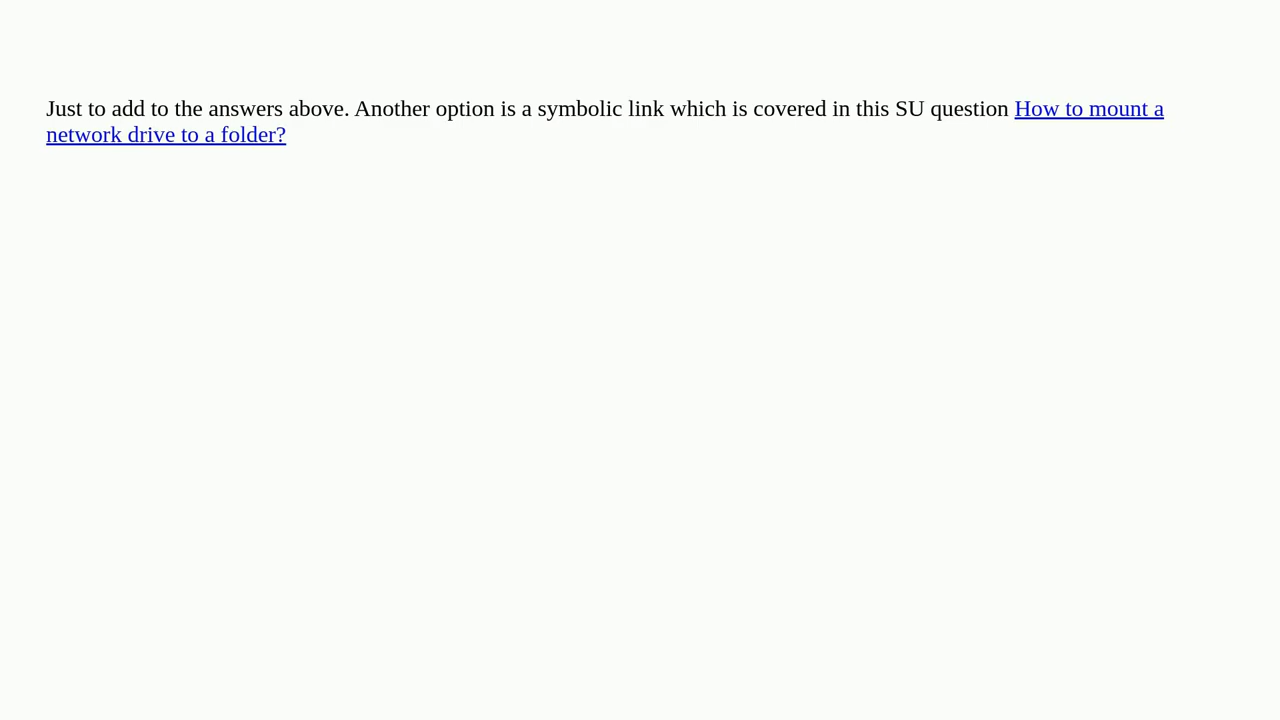 Just to add to the answers above. Another option is a symbolic link which is covered in this SU question How to mount a
network drive to a folder?